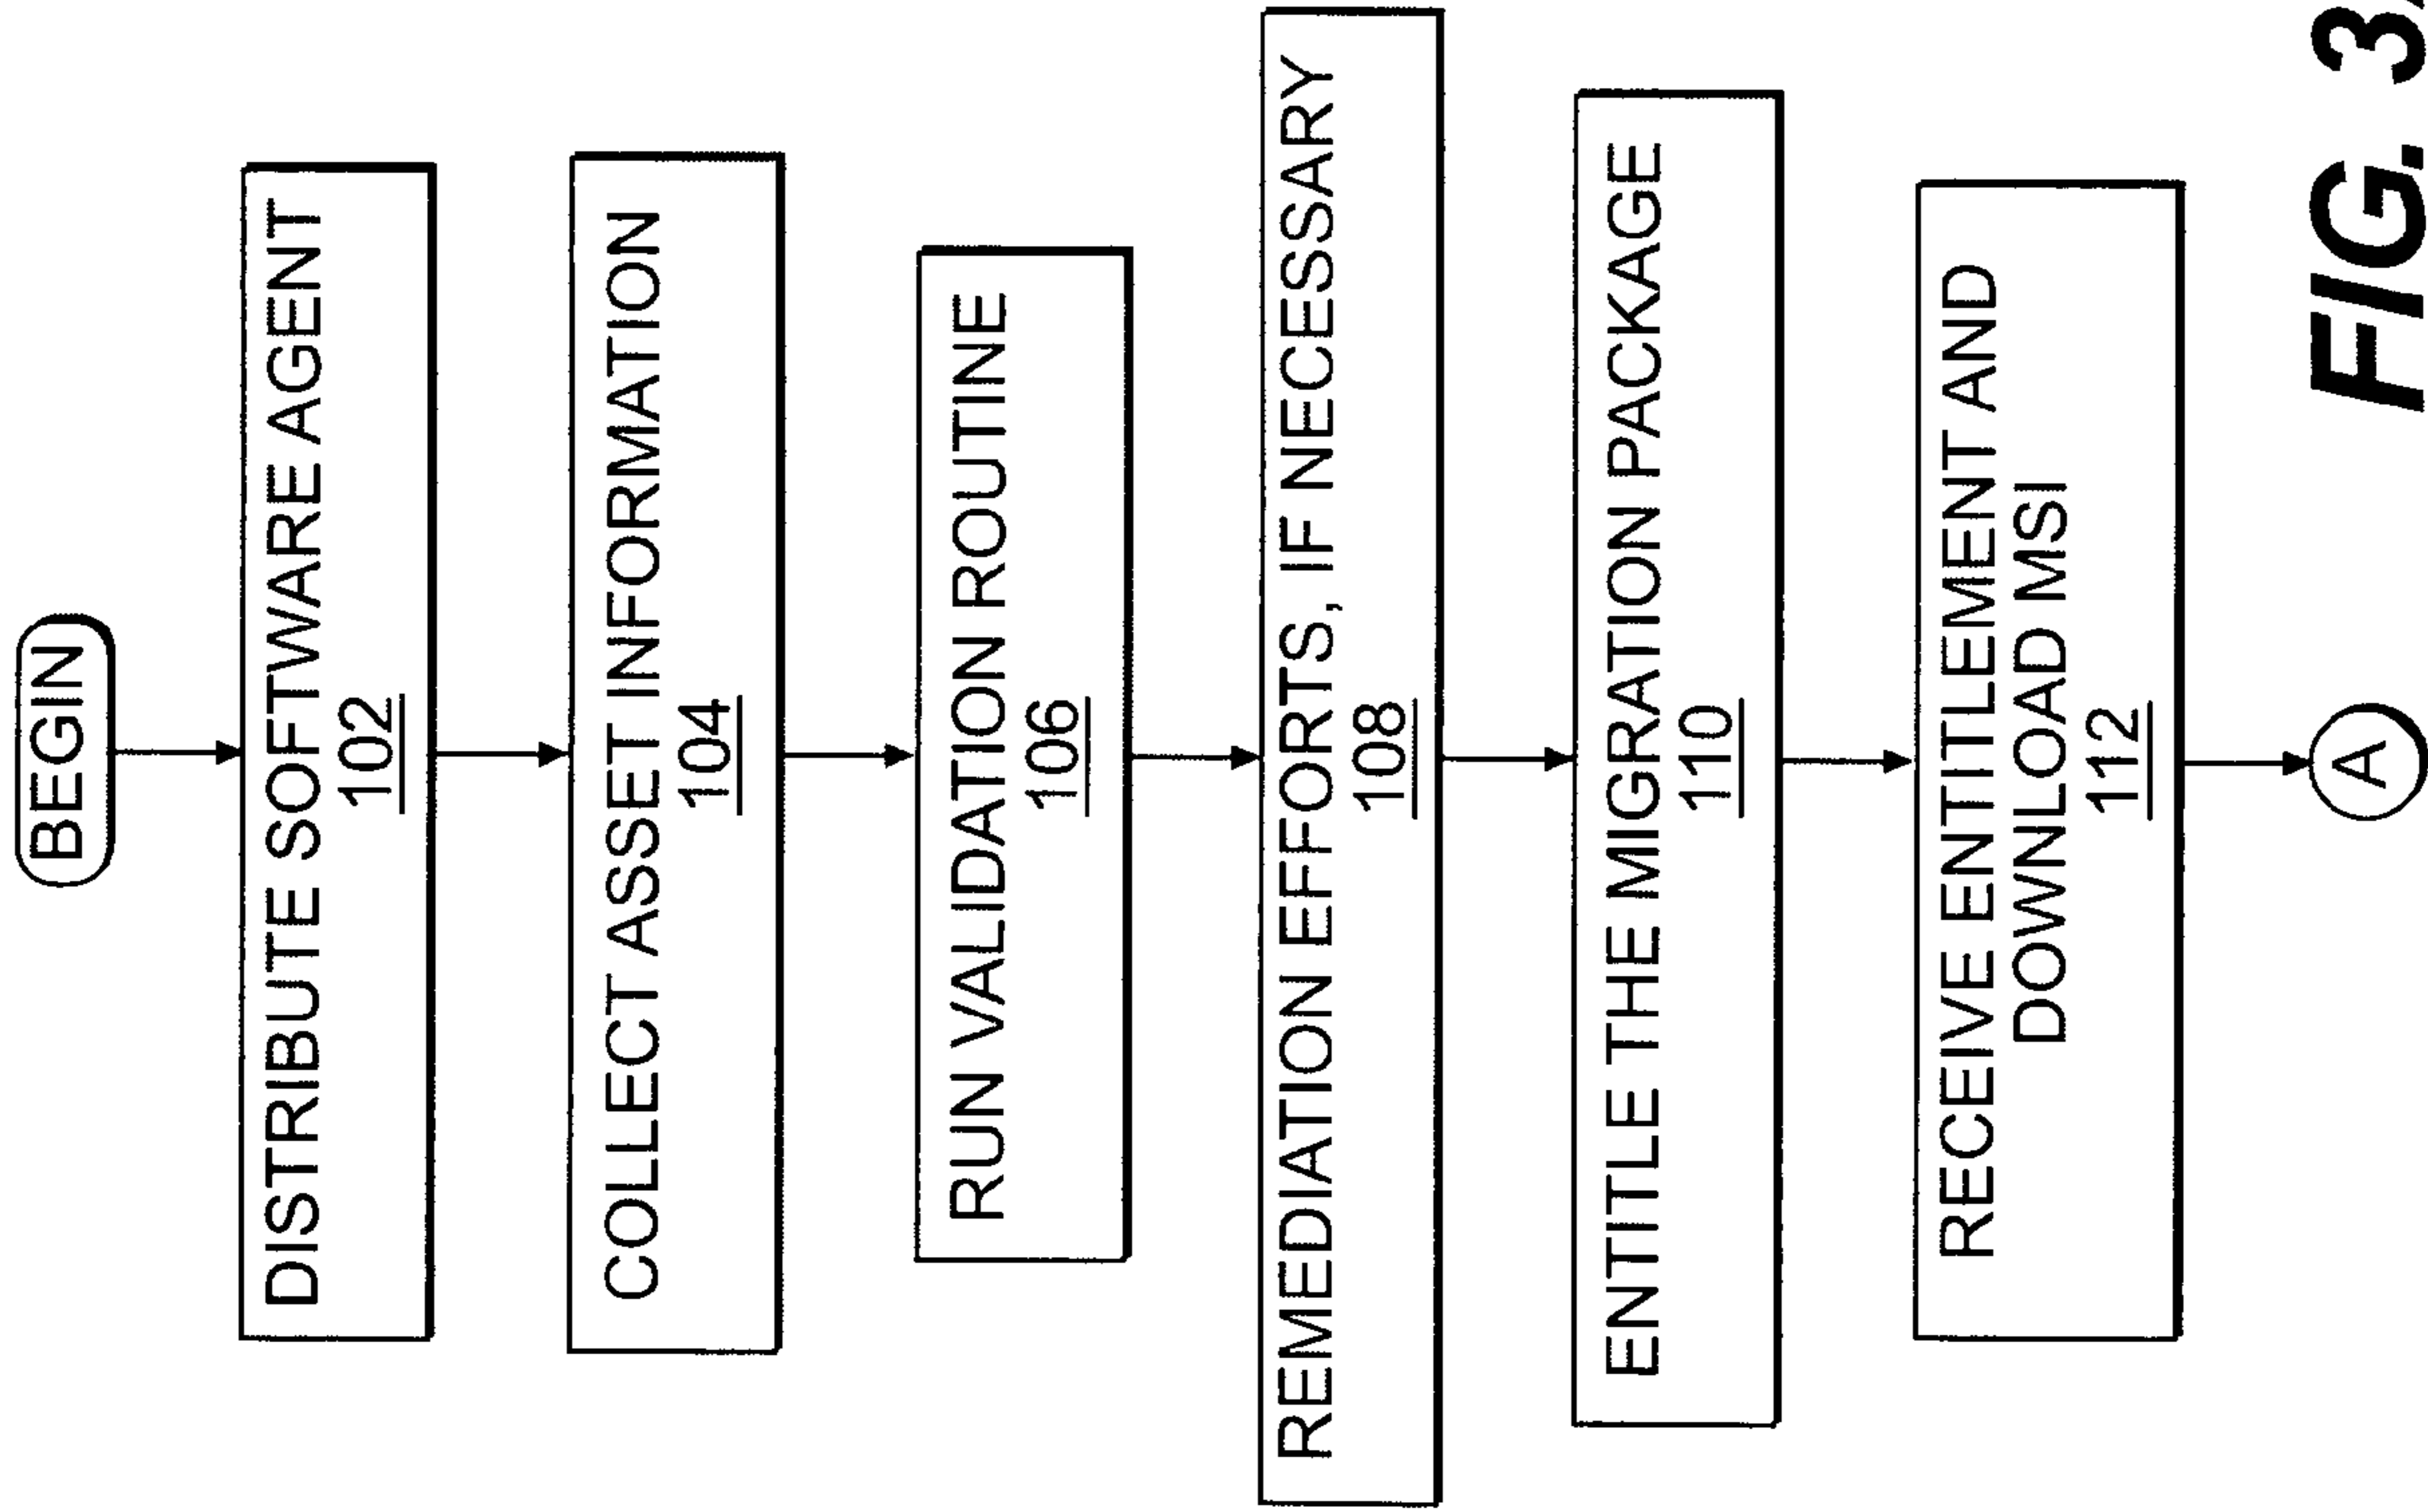 BEGIN
DISTRIBUTE SOFTWARE AGENT
102
COLLECT ASSET INFORMATION
104
RUN VALIDATION ROUTINE
106
REMEDIATION EFFORTS, IF NECESSARY
108
ENTITLE THE MIGRATION PACKAGE
110
RECEIVE ENTITLEMENT AND
DOWNLOAD MSI
112
A
FIG.